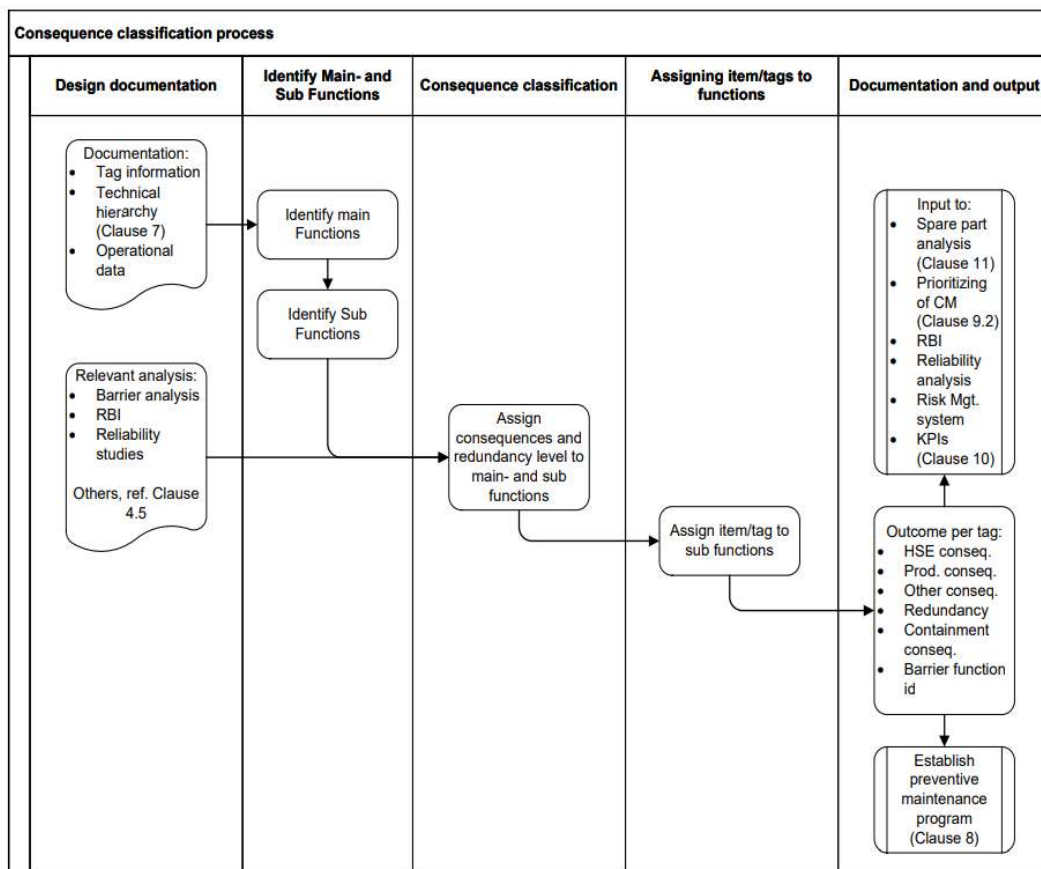 Consequence classification process
Design documentation
Identify Main- and
Sub Functions
Consequence classification
Assigning item/tags to
functions
Documentation and output
Documentation:
• Tag information
• Technical
hierarchy
(Clause 7)
• Operational
data
Identify main
Functions
Identify Sub
Functions
Relevant analysis:
• Barrier analysis
• RBI
• Reliability
studies
Others, ref. Clause
4.5
Assign
consequences and
redundancy level to
main- and sub
functions
Assign item/tag to
sub functions
Input to:
• Spare part
analysis
(Clause 11)
• Prioritizing
of CM
(Clause 9.2)
• RBI
• Reliability
analysis
• Risk Mgt.
system
• KPIs
(Clause 10)
Outcome per tag:
• HSE conseq.
• Prod. conseq.
• Other conseq.
• Redundancy
• Containment
conseq.
• Barrier function
id
Establish
preventive
maintenance
program
(Clause 8)